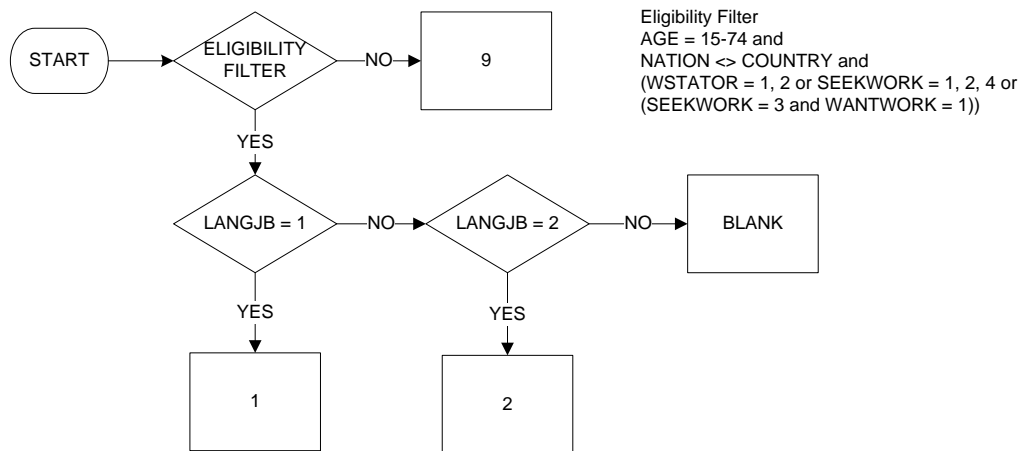 START
ELIGIBILITY
FILTER
NO
9
Eligibility Filter
AGE = 15-74 and
NATION <> COUNTRY and
(WSTATOR = 1, 2 or SEEKWORK = 1, 2, 4 or
(SEEKWORK = 3 and WANTWORK = 1))
YES
LANGJB = 1
NO
LANGJB = 2
NO
BLANK
YES
YES
1
2